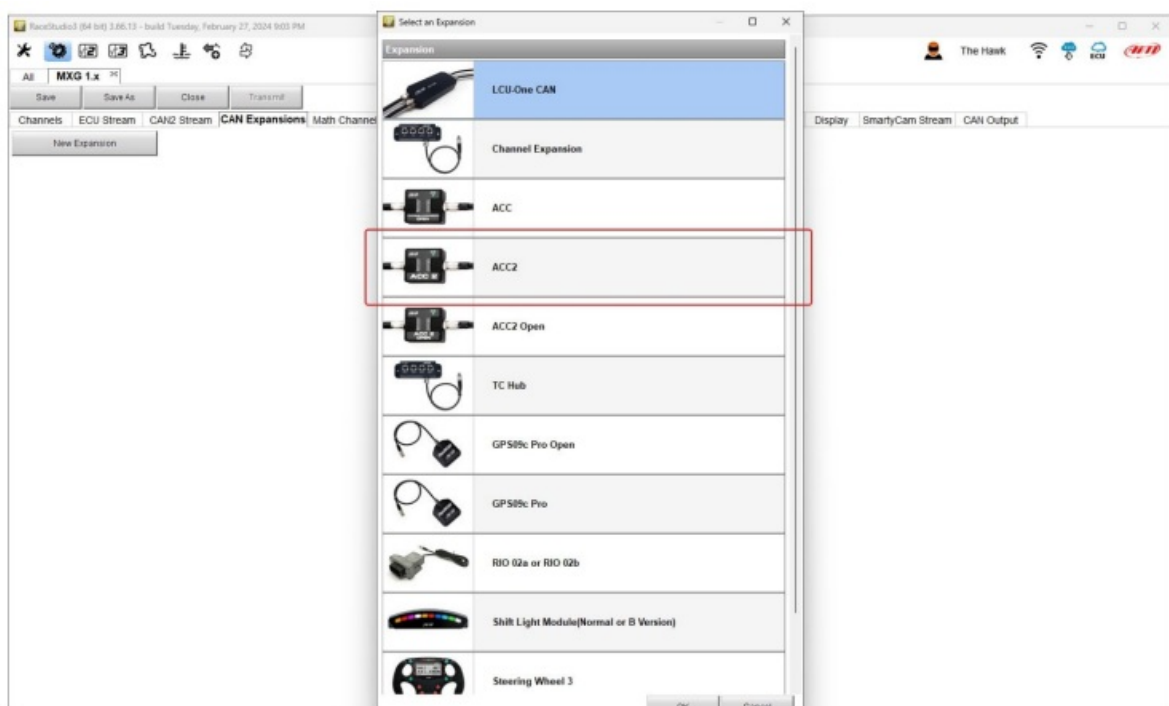 RaceStudio3 (64 bit) 3.66.13 - build Tuesday, February 27, 2024 9:03 PM
Select an Expansion
The Hawk
ECU
All MXG 1.x
Save Save As Close Transmit
Channels ECU Stream CAN2 Stream CAN Expansions Math Channel
Display SmartyCam Stream CAN Output
New Expansion
Expansion
LCU-One CAN
Channel Expansion
ACC
ACC2
ACC2 Open
TC Hub
GPS09c Pro Open
GPS09c Pro
RIO 02a or RIO 02b
Shift Light Module(Normal or B Version)
Steering Wheel 3
OK Cancel